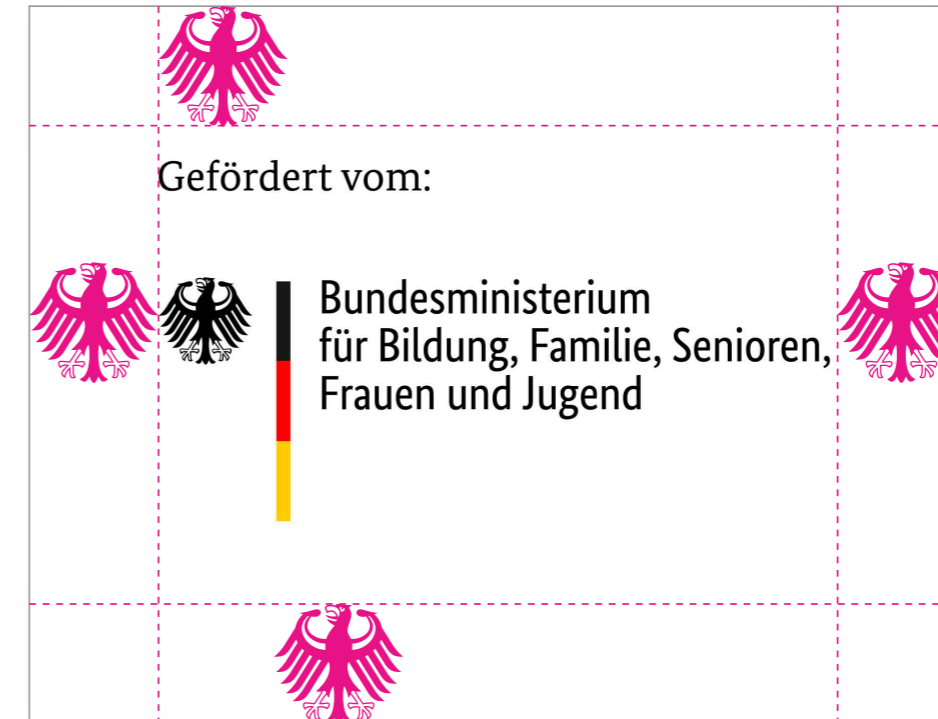 Gefördert vom:
Bundesministerium
für Bildung, Familie, Senioren,
Frauen und Jugend